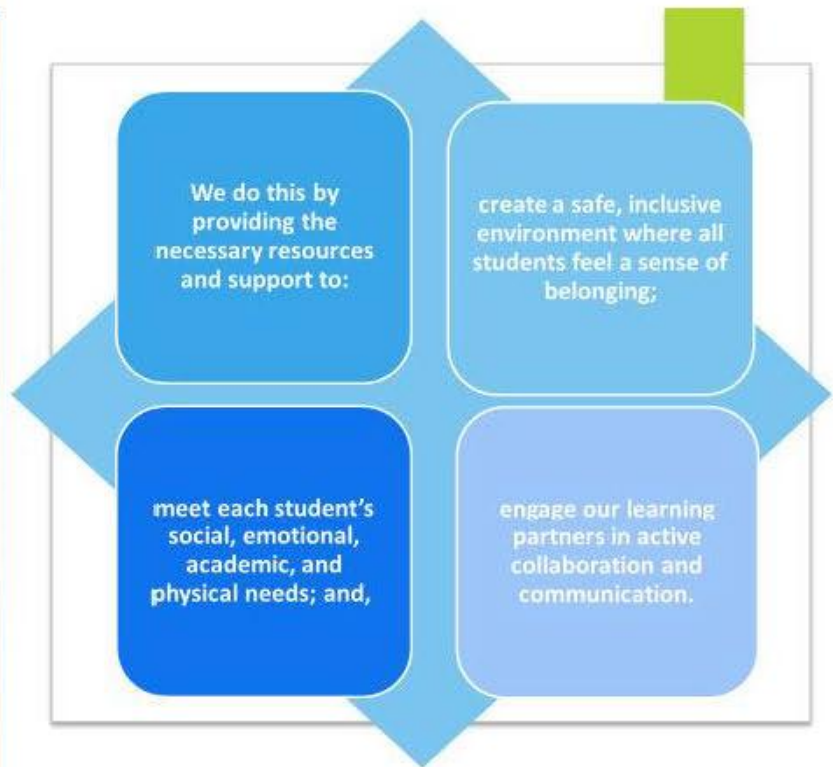 We do this by
providing the
necessary resources
and support to:
create a safe, inclusive
environment where all
students feel a sense of
belonging;
meet each student’s
social, emotional,
academic, and
physical needs; and,
engage our learning
partners in active
collaboration and
communication.